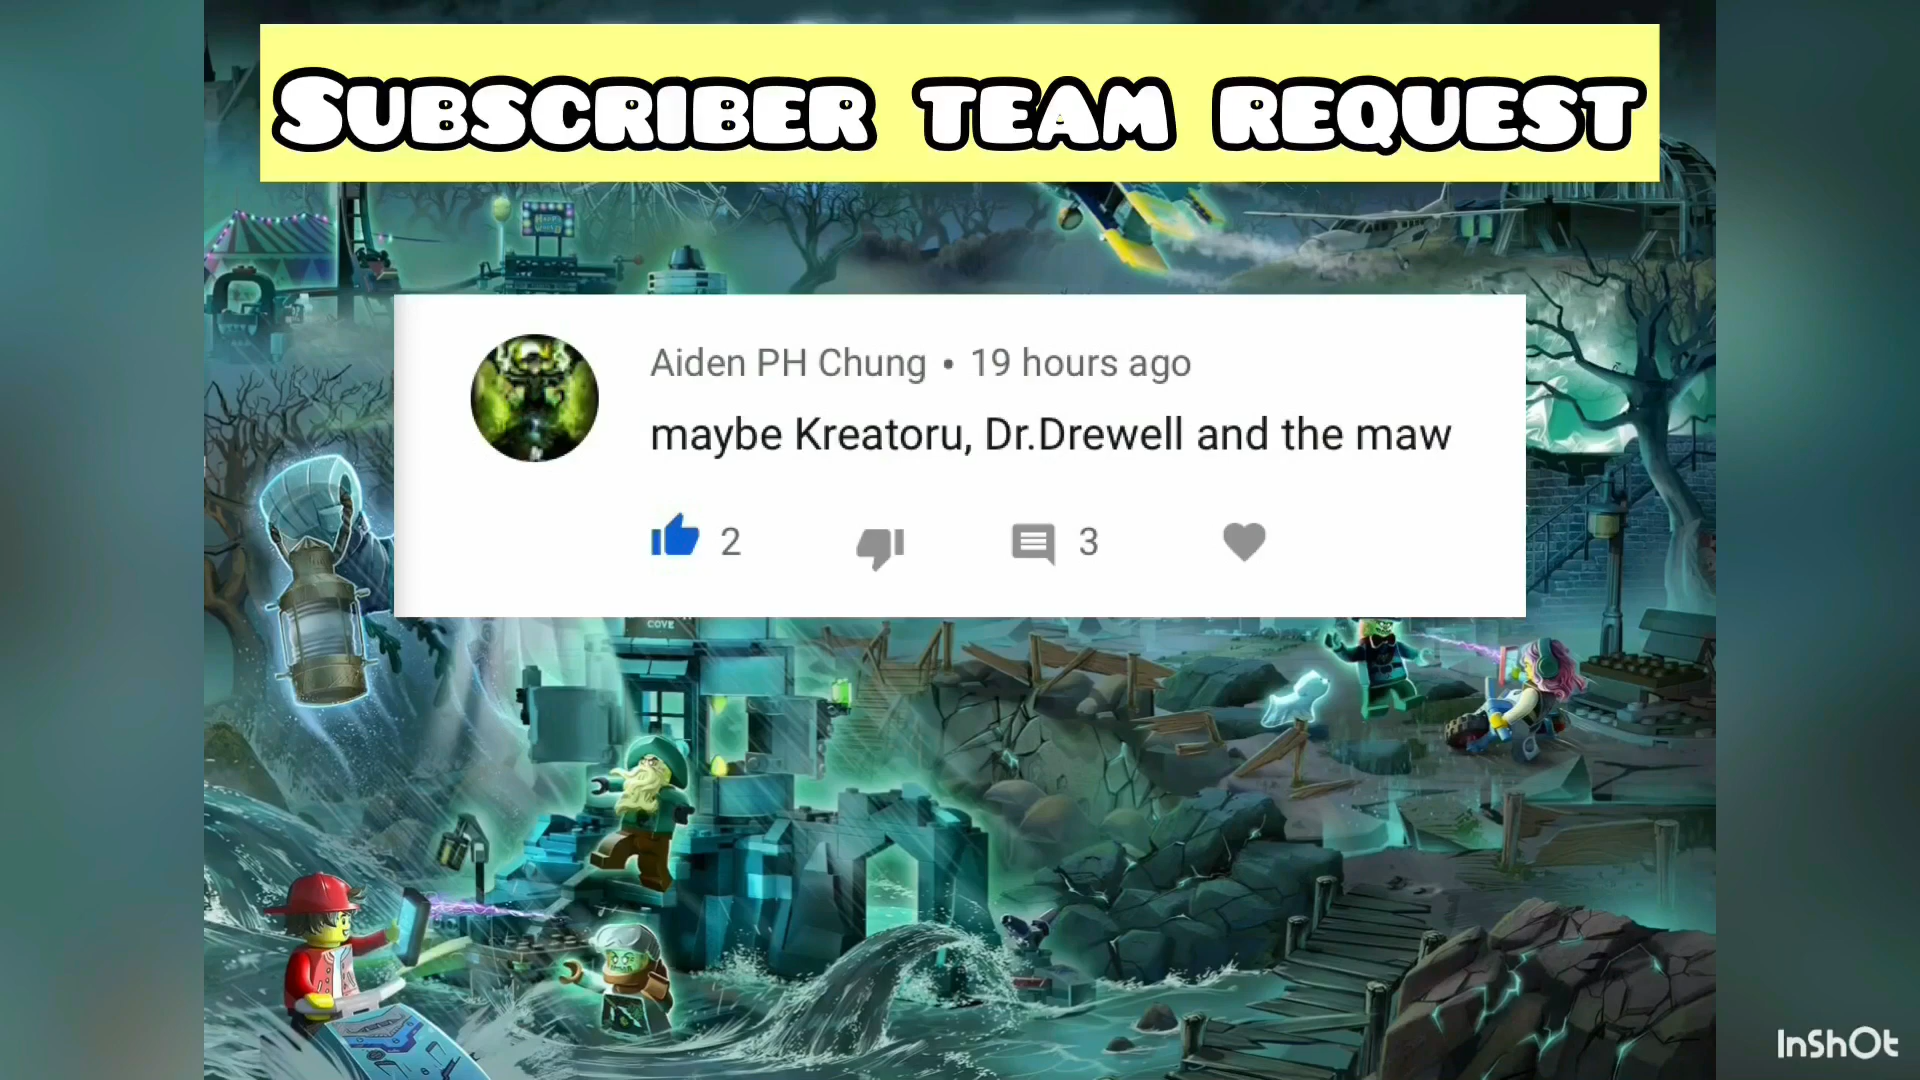 SUBSCRIBER TEAM REQUEST
Aiden PH Chung • 19 hours ago
maybe Kreatoru, Dr.Drewell and the maw
2 3
COVE
InShOt